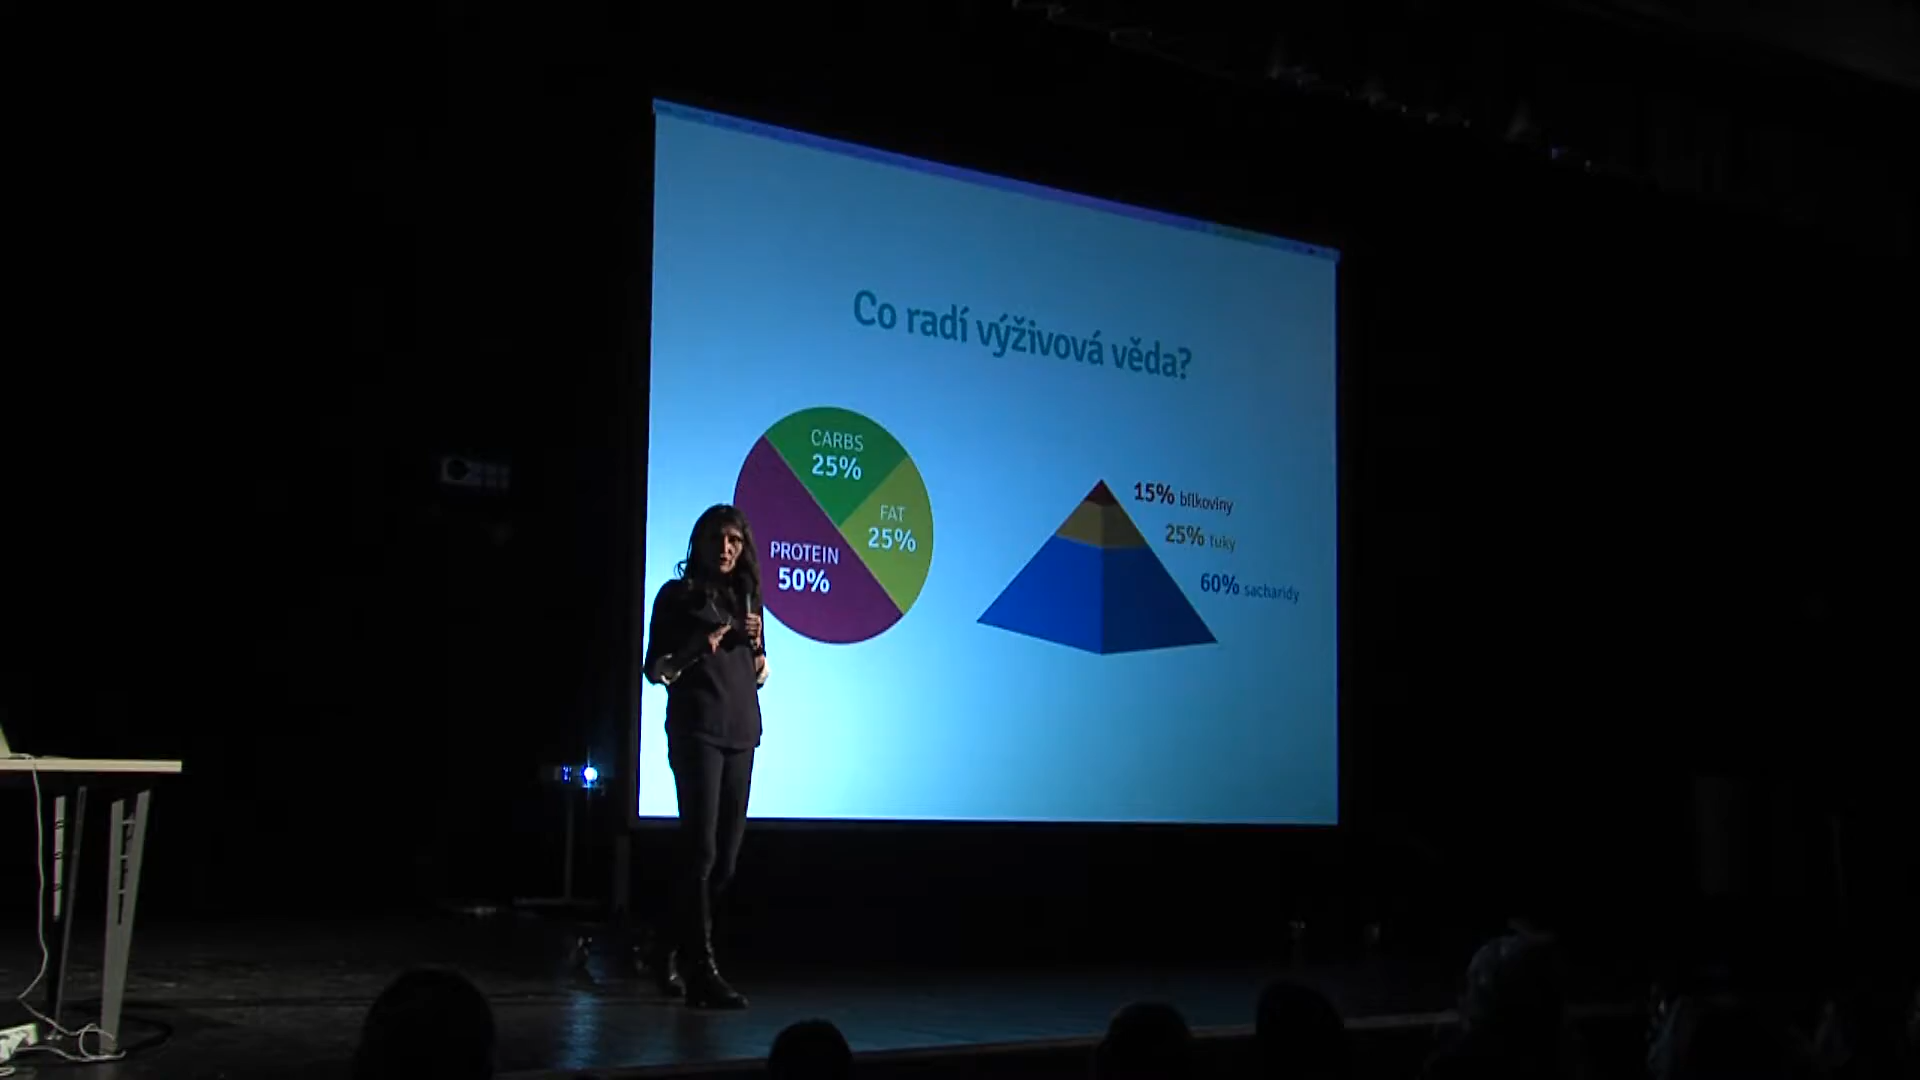 Co radí výživová věda?
CARBS
25%
FAT
25%
PROTEIN
50%
15% bílkoviny
25% tuky
60% sacharidy